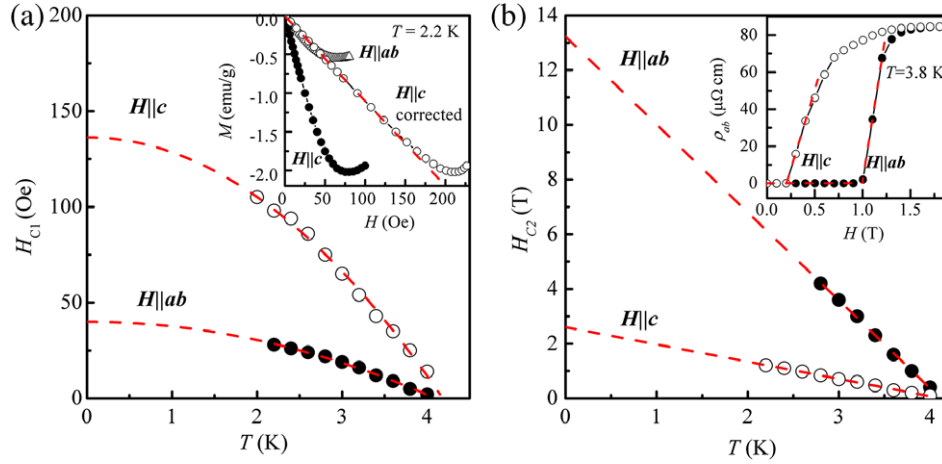 (a)
H_C1 (Oe)
200
150
100
50
0
0 1 2 3 4
T (K)
H||c
H||ab
M (emu/g)
0.0
-0.5
-1.0
-1.5
-2.0
0 50 100 150 200
H (Oe)
T = 2.2 K
H||ab
H||c
corrected
H||c
(b)
H_C2 (T)
14
13
12
10
8
6
4
2
0
0 1 2 3 4
T (K)
H||ab
H||c
ρ_ab (μΩ cm)
80
60
40
20
0
0.0 0.5 1.0 1.5
H (T)
T=3.8 K
H||c
H||ab